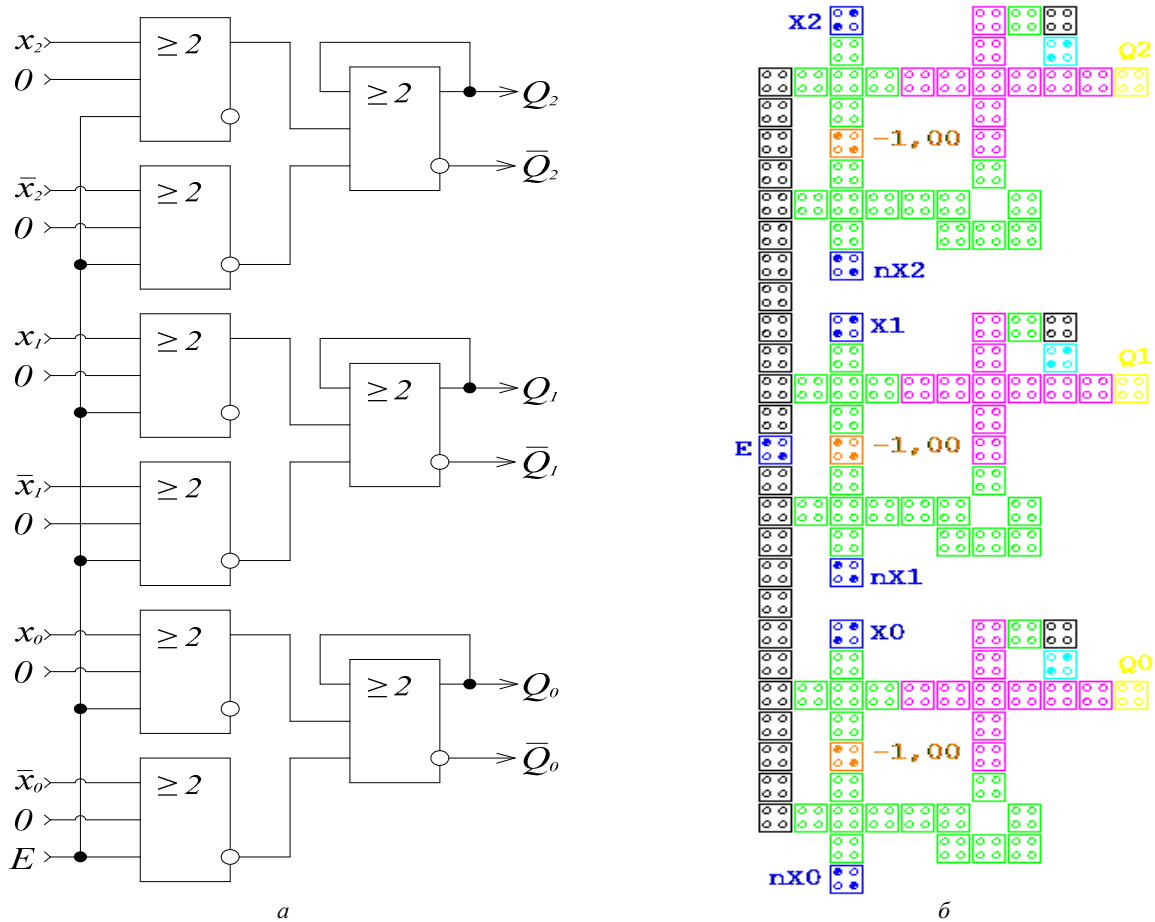 x₂
≥ 2
0
≥ 2
Q₂
x̄₂
≥ 2
Q̄₂
0
x₁
≥ 2
0
≥ 2
Q₁
x̄₁
≥ 2
Q̄₁
0
x₀
≥ 2
0
≥ 2
Q₀
x̄₀
≥ 2
Q̄₀
0
E
а
X2
Q2
-1,00
nX2
X1
Q1
E
-1,00
nX1
X0
Q0
-1,00
nX0
б